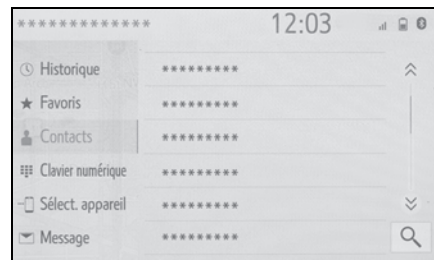 ************* 12:03
Historique *********
Favoris *********
Contacts *********
Clavier numérique *********
Sélect. appareil *********
Message *********